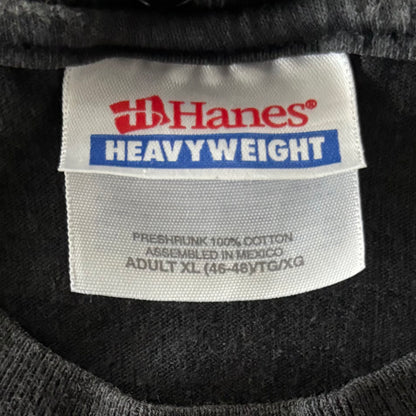 Hanes®
HEAVYWEIGHT
PRESHRUNK 100% COTTON
ASSEMBLED IN MEXICO
ADULT XL (46-48)/TG/XG